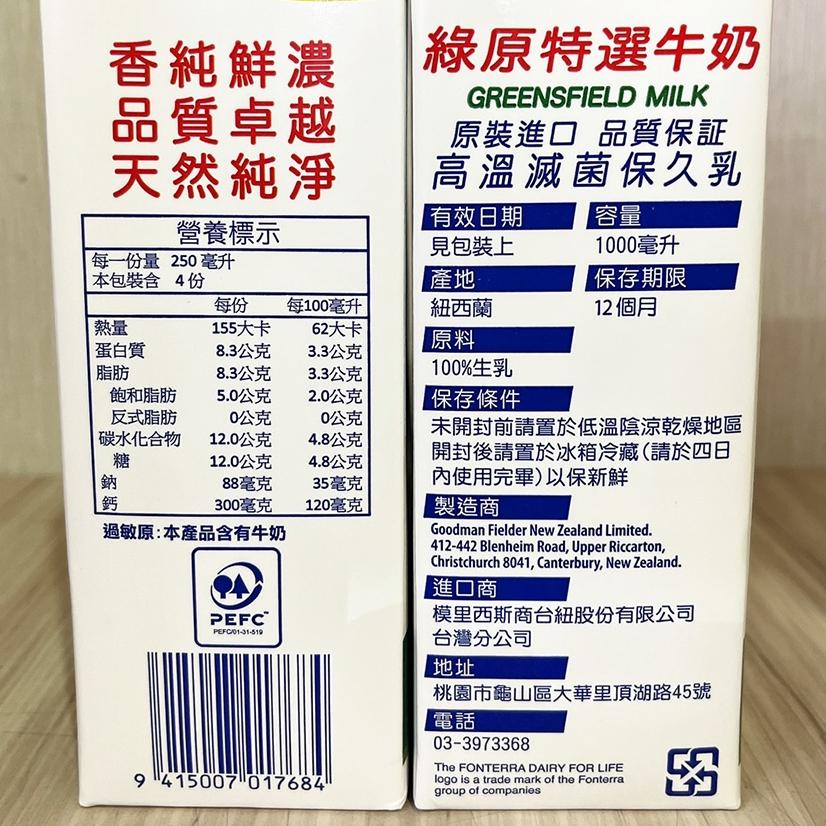 香純鮮濃
品質卓越
天然純淨
營養標示
每一份量 250毫升
本包裝含 4份
每份 每100毫升
熱量 155大卡 62大卡
蛋白質 8.3公克 3.3公克
脂肪 8.3公克 3.3公克
飽和脂肪 5.0公克 2.0公克
反式脂肪 0公克 0公克
碳水化合物 12.0公克 4.8公克
糖 12.0公克 4.8公克
鈉 88毫克 35毫克
鈣 300毫克 120毫克
過敏原:本產品含有牛奶
PEFC™
PEFC/01-31-519
9 415007 017684
綠原特選牛奶
GREENSFIELD MILK
原裝進口 品質保証
高溫滅菌保久乳
有效日期 容量
見包裝上 1000毫升
產地 保存期限
紐西蘭 12個月
原料
100%生乳
保存條件
未開封前請置於低溫陰涼乾燥地區
開封後請置於冰箱冷藏(請於四日
內使用完畢)以保新鮮
製造商
Goodman Fielder New Zealand Limited.
412-442 Blenheim Road, Upper Riccarton,
Christchurch 8041, Canterbury, New Zealand.
進口商
模里西斯商台紐股份有限公司
台灣分公司
地址
桃園市龜山區大華里頂湖路45號
電話
03-3973368
The FONTERRA DAIRY FOR LIFE
logo is a trade mark of the Fonterra
group of companies